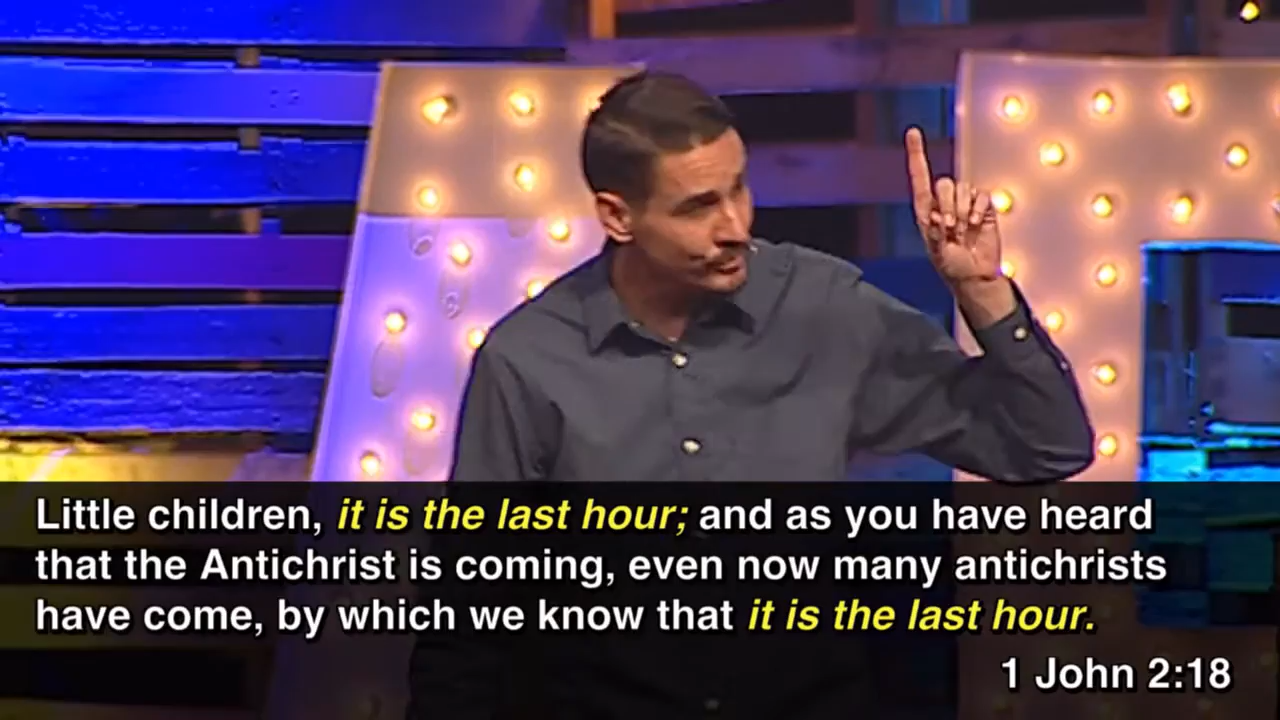 Little children, it is the last hour; and as you have heard
that the Antichrist is coming, even now many antichrists
have come, by which we know that it is the last hour.
1 John 2:18